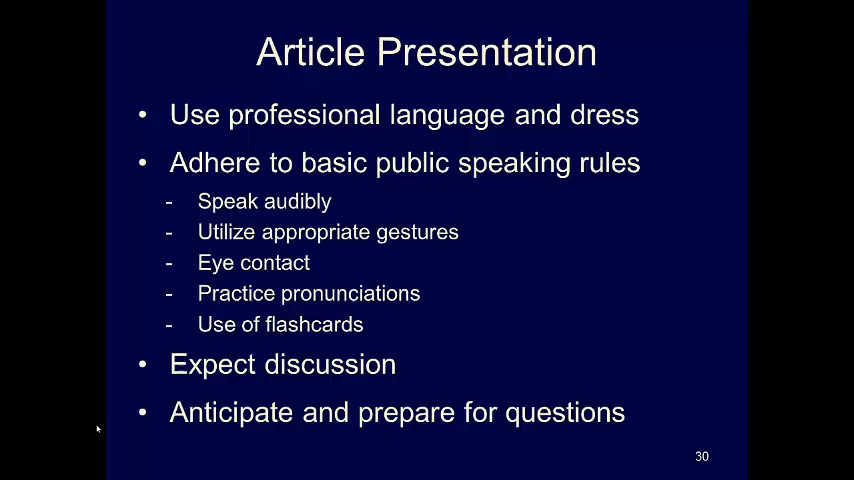 Article Presentation
• Use professional language and dress
• Adhere to basic public speaking rules
- Speak audibly
- Utilize appropriate gestures
- Eye contact
- Practice pronunciations
- Use of flashcards
• Expect discussion
• Anticipate and prepare for questions
30